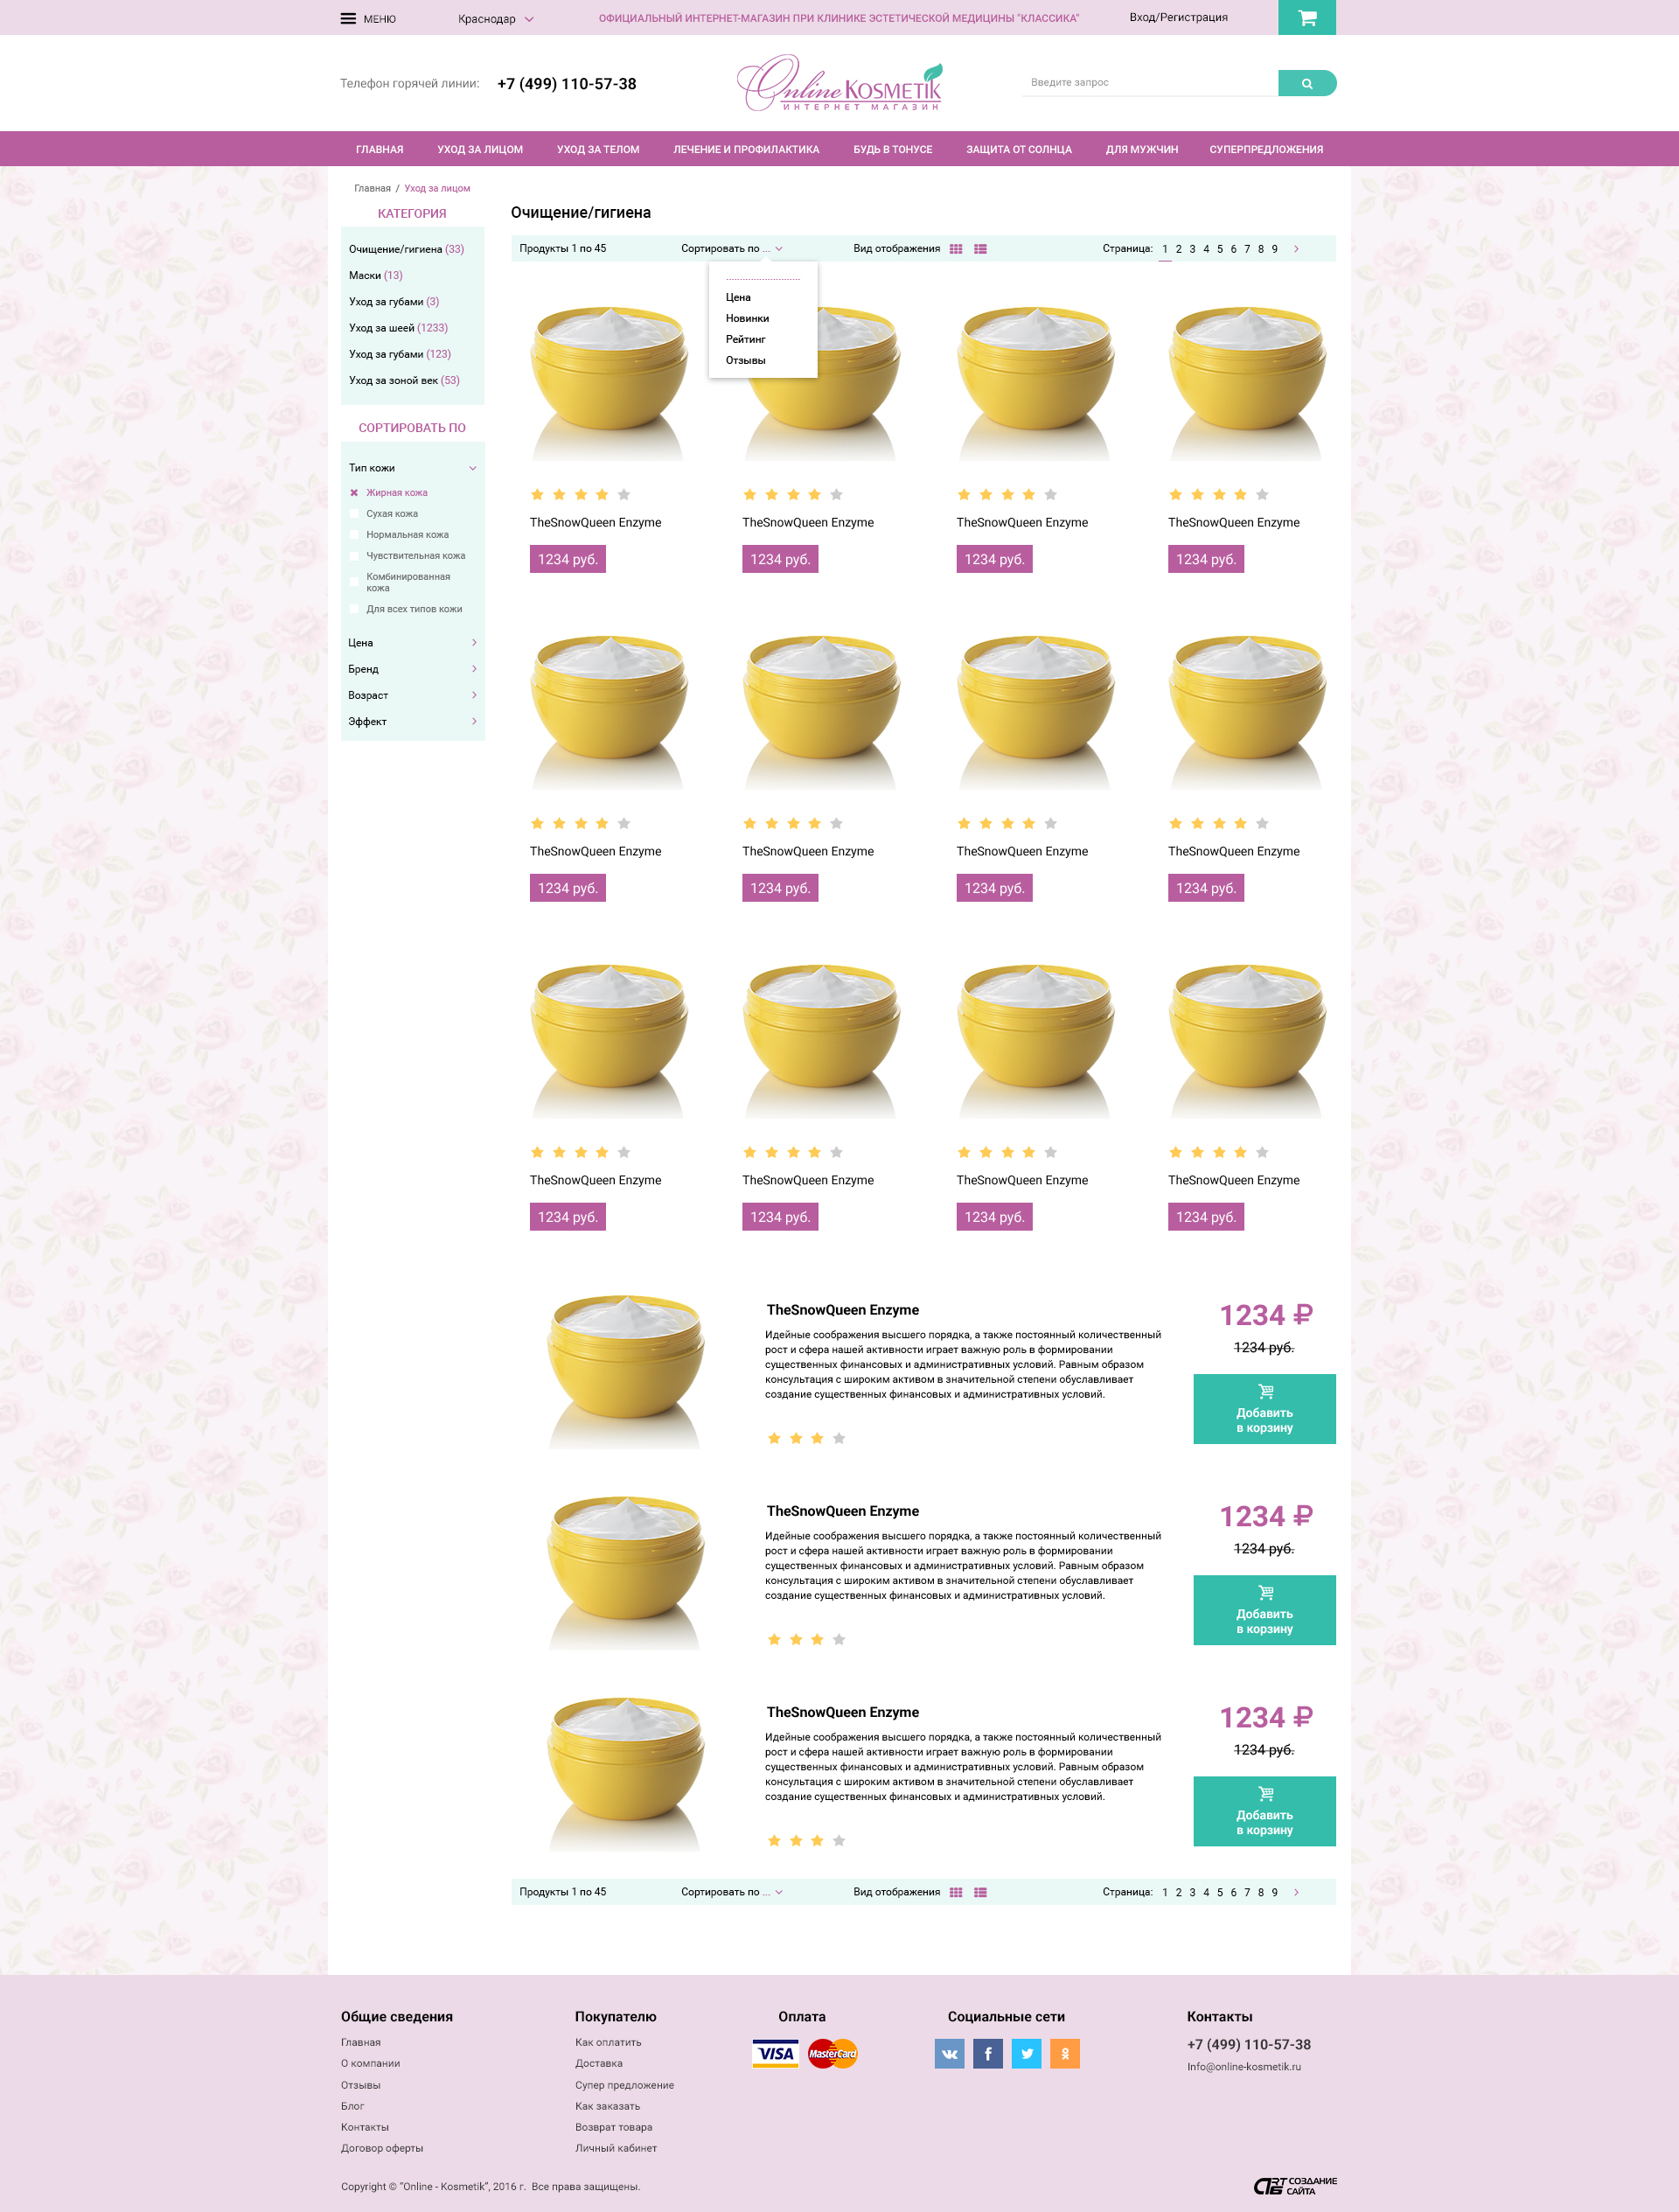 МЕНЮ
Краснодар
ОФИЦИАЛЬНЫЙ ИНТЕРНЕТ-МАГАЗИН ПРИ КЛИНИКЕ ЭСТЕТИЧЕСКОЙ МЕДИЦИНЫ "КЛАССИКА"
Вход/Регистрация
Телефон горячей линии: +7 (499) 110-57-38
Online KOSMETIK
ИНТЕРНЕТ МАГАЗИН
Введите запрос
ГЛАВНАЯ УХОД ЗА ЛИЦОМ УХОД ЗА ТЕЛОМ ЛЕЧЕНИЕ И ПРОФИЛАКТИКА БУДЬ В ТОНУСЕ ЗАЩИТА ОТ СОЛНЦА ДЛЯ МУЖЧИН СУПЕРПРЕДЛОЖЕНИЯ
Главная / Уход за лицом
КАТЕГОРИЯ
Очищение/гигиена (33)
Маски (13)
Уход за губами (3)
Уход за шеей (1233)
Уход за губами (123)
Уход за зоной век (53)
СОРТИРОВАТЬ ПО
Тип кожи
Жирная кожа
Сухая кожа
Нормальная кожа
Чувствительная кожа
Комбинированная
кожа
Для всех типов кожи
Цена
Бренд
Возраст
Эффект
Очищение/гигиена
Продукты 1 по 45 Сортировать по ... Вид отображения Страница: 1 2 3 4 5 6 7 8 9
Цена
Новинки
Рейтинг
Отзывы
TheSnowQueen Enzyme TheSnowQueen Enzyme TheSnowQueen Enzyme TheSnowQueen Enzyme
1234 руб. 1234 руб. 1234 руб. 1234 руб.
TheSnowQueen Enzyme TheSnowQueen Enzyme TheSnowQueen Enzyme TheSnowQueen Enzyme
1234 руб. 1234 руб. 1234 руб. 1234 руб.
TheSnowQueen Enzyme TheSnowQueen Enzyme TheSnowQueen Enzyme TheSnowQueen Enzyme
1234 руб. 1234 руб. 1234 руб. 1234 руб.
TheSnowQueen Enzyme
Идейные соображения высшего порядка, а также постоянный количественный
рост и сфера нашей активности играет важную роль в формировании
существенных финансовых и административных условий. Равным образом
консультация с широким активом в значительной степени обуславливает
создание существенных финансовых и административных условий.
1234 ₽
1234 руб.
Добавить
в корзину
TheSnowQueen Enzyme
Идейные соображения высшего порядка, а также постоянный количественный
рост и сфера нашей активности играет важную роль в формировании
существенных финансовых и административных условий. Равным образом
консультация с широким активом в значительной степени обуславливает
создание существенных финансовых и административных условий.
1234 ₽
1234 руб.
Добавить
в корзину
TheSnowQueen Enzyme
Идейные соображения высшего порядка, а также постоянный количественный
рост и сфера нашей активности играет важную роль в формировании
существенных финансовых и административных условий. Равным образом
консультация с широким активом в значительной степени обуславливает
создание существенных финансовых и административных условий.
1234 ₽
1234 руб.
Добавить
в корзину
Продукты 1 по 45 Сортировать по ... Вид отображения Страница: 1 2 3 4 5 6 7 8 9
Общие сведения
Главная
О компании
Отзывы
Блог
Контакты
Договор оферты
Покупателю
Как оплатить
Доставка
Супер предложение
Как заказать
Возврат товара
Личный кабинет
Оплата
VISA MasterCard
Социальные сети
Контакты
+7 (499) 110-57-38
Info@online-kosmetik.ru
Copyright © “Online - Kosmetik”, 2016 г. Все права защищены.
СОЗДАНИЕ
САЙТА